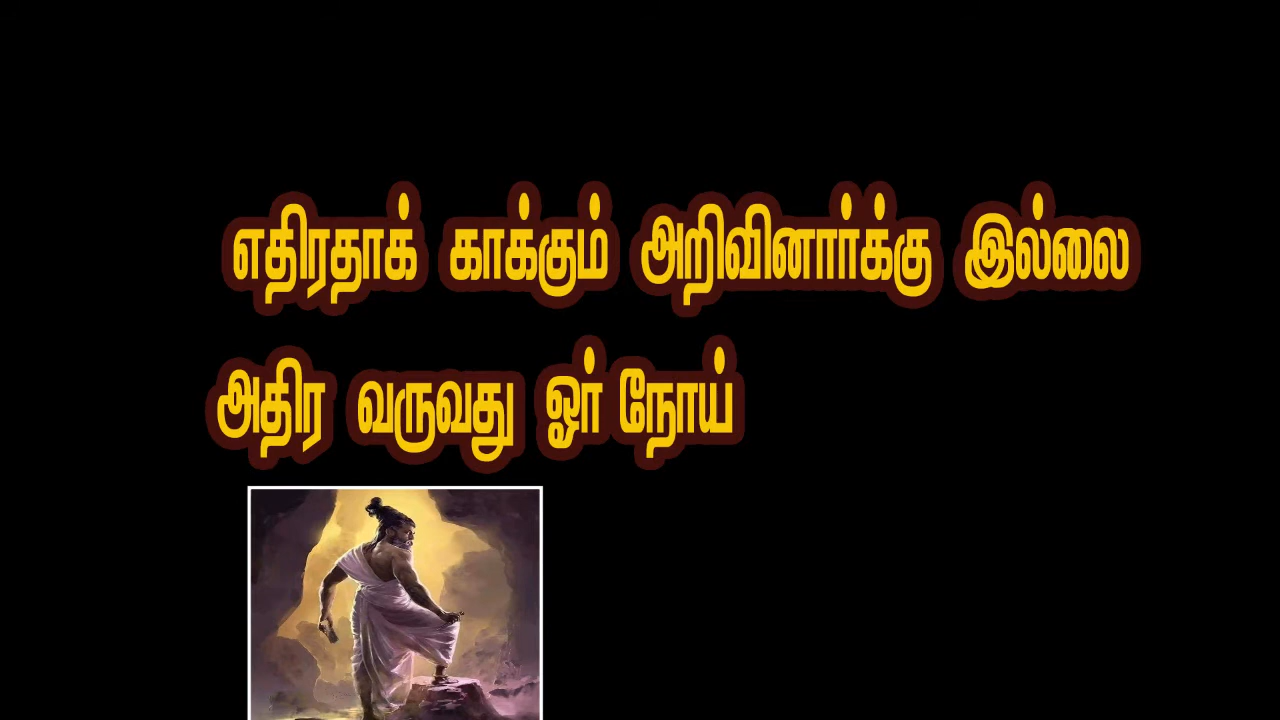 எதிரதாக் காக்கும் அறிவினார்க்கு இல்லை
அதிர வருவது ஓர் நோய்